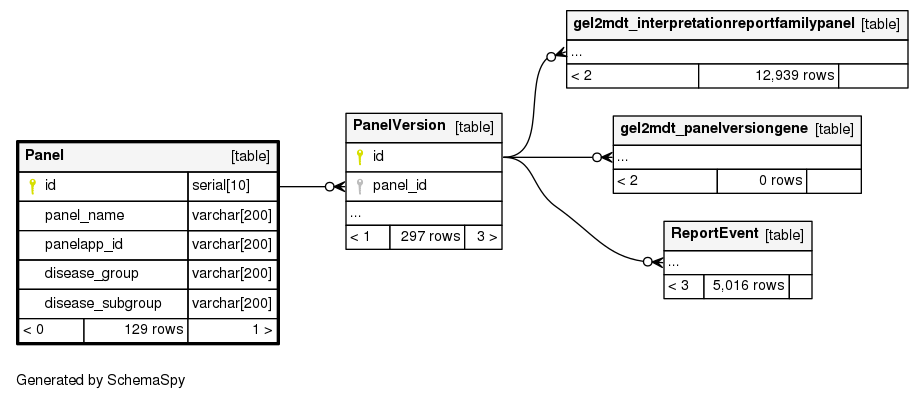 Panel [table]
id serial[10]
panel_name varchar[200]
panelapp_id varchar[200]
disease_group varchar[200]
disease_subgroup varchar[200]
< 0 129 rows 1 >
PanelVersion [table]
id
panel_id
...
< 1 297 rows 3 >
gel2mdt_interpretationreportfamilypanel [table]
...
< 2 12,939 rows
gel2mdt_panelversiongene [table]
...
< 2 0 rows
ReportEvent [table]
...
< 3 5,016 rows
Generated by SchemaSpy